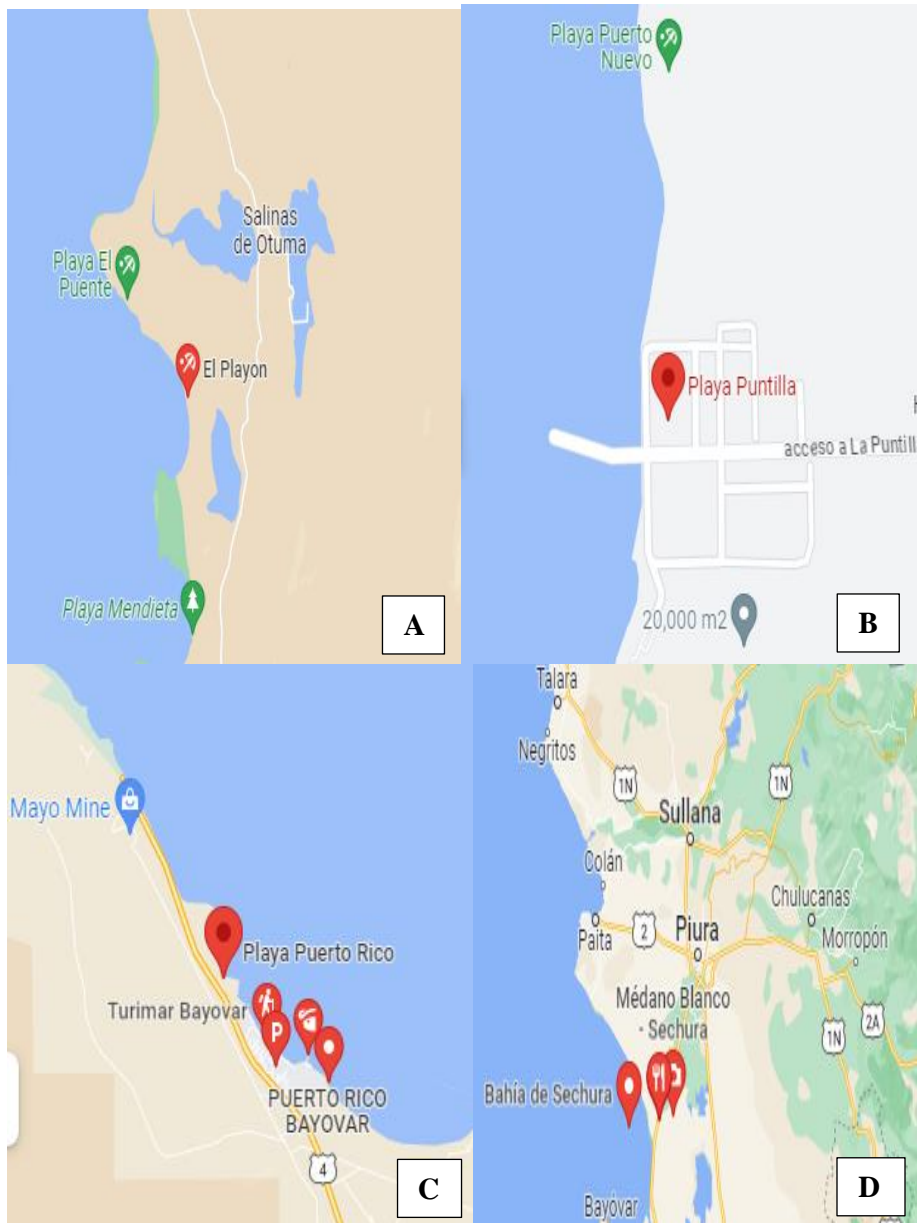 Salinas
de Otuma
Playa El
Puente
El Playon
Playa Mendieta
A
Playa Puerto
Nuevo
Playa Puntilla
acceso a La Puntill
20,000 m2
B
Mayo Mine
Playa Puerto Rico
Turimar Bayovar
P
PUERTO RICO
BAYOVAR
4
C
Talara
Negritos
1N
1N
Sullana
Colán
Chulucanas
Paita
2
Piura
Morropón
Médano Blanco
- Sechura
1N
2A
Bahía de Sechura
Bayóvar
D